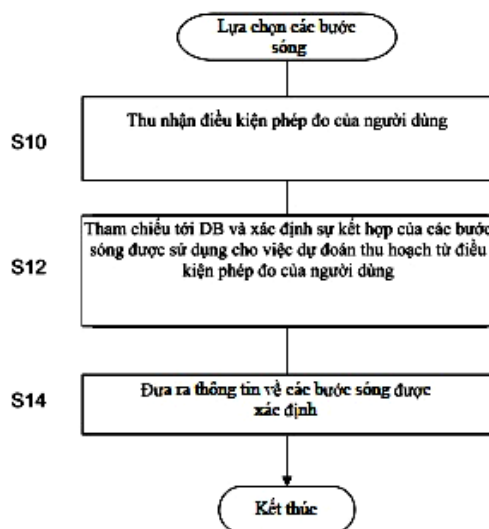 Lựa chọn các bước
sóng
Thu nhận điều kiện phép đo của người dùng
S10
Tham chiếu tới DB và xác định sự kết hợp của các bước
sóng được sử dụng cho việc dự đoán thu hoạch từ điều
kiện phép đo của người dùng
S12
Đưa ra thông tin về các bước sóng được
xác định
S14
Kết thúc